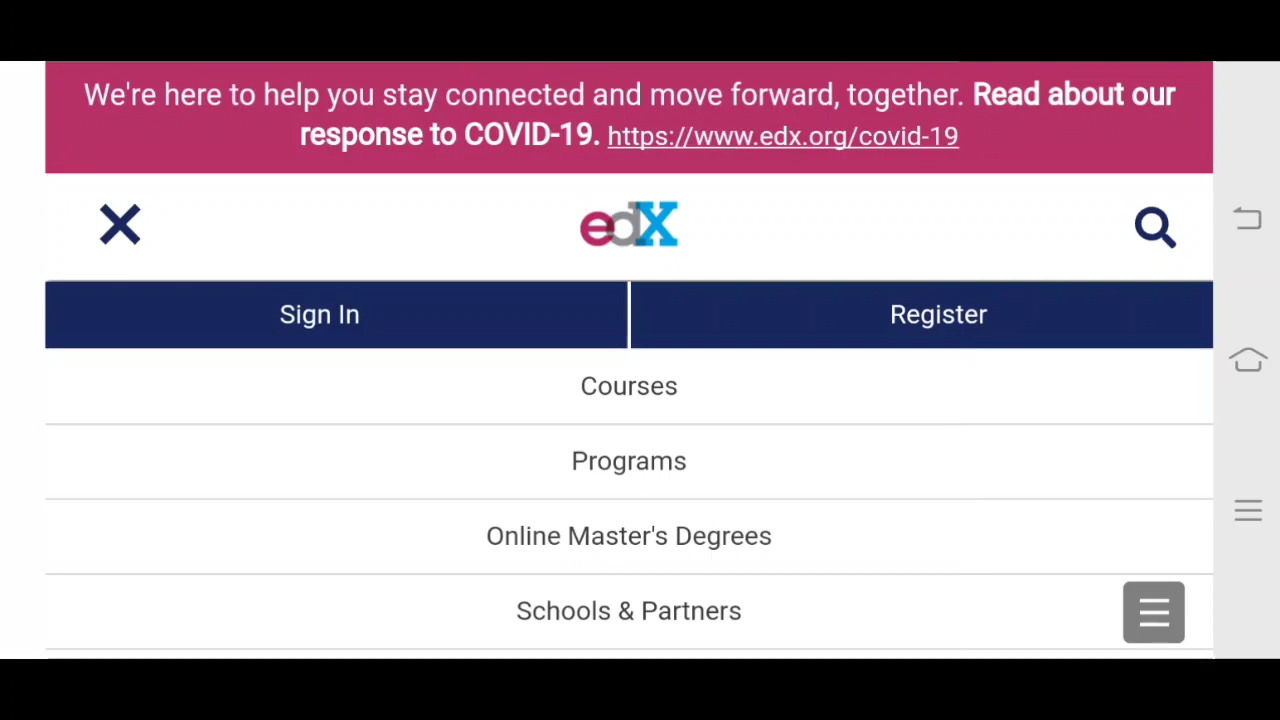 We're here to help you stay connected and move forward, together. Read about our
response to COVID-19. https://www.edx.org/covid-19
edX
Sign In
Register
Courses
Programs
Online Master's Degrees
Schools & Partners